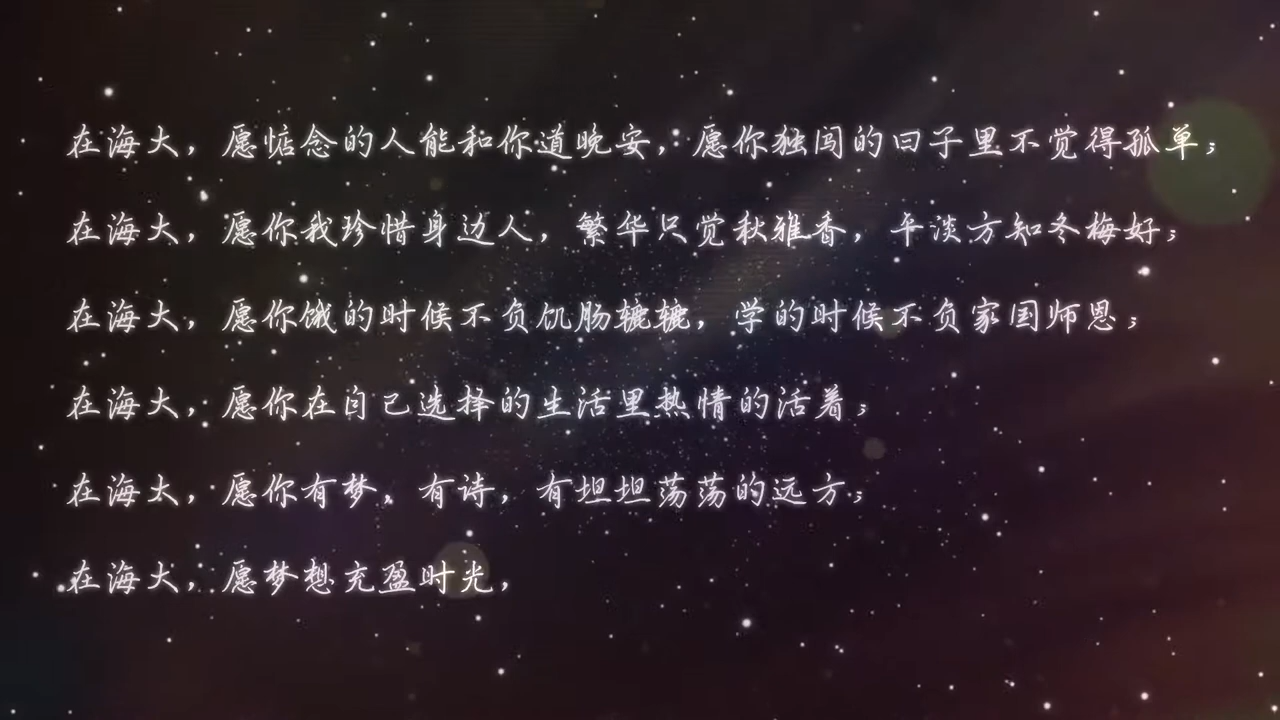 在海大，愿惦念的人能和你道晚安，愿你独闯的日子里不觉得孤单；
在海大，愿你我珍惜身边人，繁华只觉秋雅香，平淡方知冬梅好；
在海大，愿你饿的时候不负饥肠辘辘，学的时候不负家国师恩；
在海大，愿你在自己选择的生活里热情的活着；
在海大，愿你有梦，有诗，有坦坦荡荡的远方；
在海大，愿梦想充盈时光，